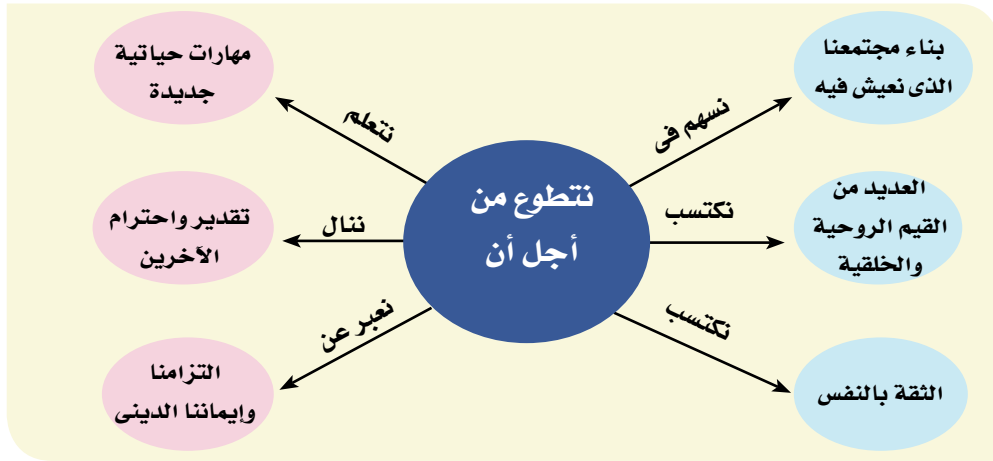 نتطوع من
أجل أن
نسهم فى
بناء مجتمعنا
الذى نعيش فيه
نكتسب
العديد من
القيم الروحية
والخلقية
نكتسب
الثقة بالنفس
نتعلم
مهارات حياتية
جديدة
ننال
تقدير واحترام
الآخرين
نعبر عن
التزامنا
وإيماننا الدينى